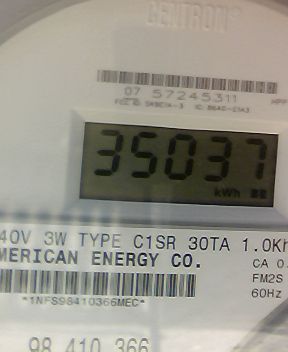 CENTRON®
07 57245311
35037
kWh
40V 3W TYPE C1SR 30TA 1.0Kh
MERICAN ENERGY CO.
CA 0.
FM2S
60Hz
*1NFS98410366MEC*
98 410 366